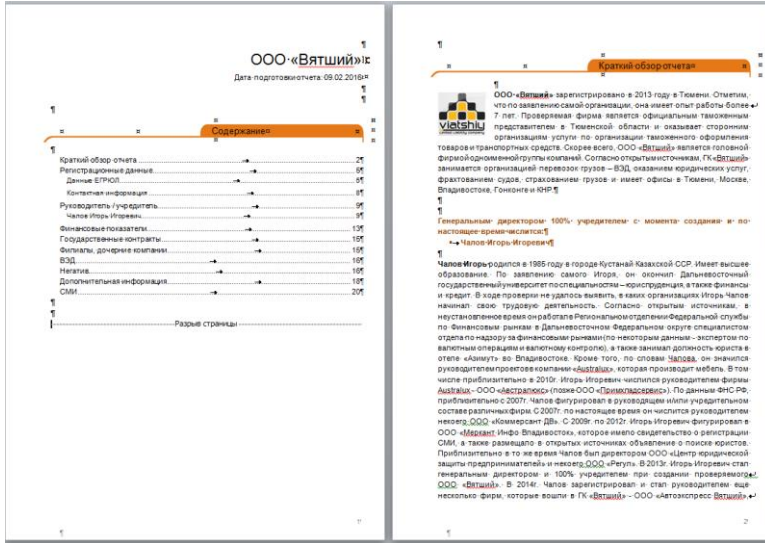 ООО «Вятший»
Дата подготовки отчета: 09.02.2016г
Содержание
Краткий обзор отчета 2
Регистрационные данные 6
Данные ЕГРЮЛ 6
Контактная информация 8
Руководитель / учредитель 9
Чалов Игорь Игоревич 9
Финансовые показатели 13
Государственные контракты 15
Филиалы, дочерние компании 15
ВЭД 16
Негатив 16
Дополнительная информация 18
СМИ 20
Разрыв страницы
1
Краткий обзор отчета
viatshiy
ООО «Вятший» зарегистрировано в 2013 году в Тюмени. Отметим,
что по заявлению самой организации, она имеет опыт работы более
7 лет. Проверяемая фирма является официальным таможенным
представителем в Тюменской области и оказывает сторонним
организациям услуги по организации таможенного оформления
товаров и транспортных средств. Скорее всего, ООО «Вятший» является головной
фирмой одноименной группы компаний. Согласно открытым источникам, ГК «Вятший»
занимается организацией перевозок грузов – ВЭД, оказанием юридических услуг,
фрахтованием судов, страхованием грузов и имеет офисы в Тюмени, Москве,
Владивостоке, Гонконге и КНР.
Генеральным директором 100% учредителем с момента создания и по
настоящее время числится:
Чалов Игорь Игоревич
Чалов Игорь родился в 1985 году в городе Кустанай Казахской ССР. Имеет высшее
образование. По заявлению самого Игоря, он окончил Дальневосточный
государственный университет по специальностям – юриспруденция, а также финансы
и кредит. В ходе проверки не удалось выявить, в каких организациях Игорь Чалов
начинал свою трудовую деятельность. Согласно открытым источникам, в
неустановленное время он работал в Региональном отделении Федеральной службы
по Финансовым рынкам в Дальневосточном Федеральном округе специалистом
отдела по надзору за финансовыми рынками (по некоторым данным – экспертом по
валютным операциям и валютному контролю), а также занимал должность юриста в
отеле «Азимут» во Владивостоке. Кроме того, по словам Чалова, он значился
руководителем проектов компании «Australux», которая производит мебель. В том
числе приблизительно в 2010г. Игорь Игоревич числился руководителем фирмы
Australux - ООО «Австралюкс» (позже ООО «Примхладсервис»). По данным ФНС РФ,
приблизительно с 2007г. Чалов фигурировал в руководящем и/или учредительном
составе различных фирм. С 2007г. по настоящее время он числится руководителем
некоего ООО «Коммерсант ДВ». С 2009г. по 2012г. Игорь Игоревич фигурировал в
ООО «Меркант Инфо Владивосток», которое имело свидетельство о регистрации
СМИ, а также размещало в открытых источниках объявление о поиске юристов.
Приблизительно в то же время Чалов был директором ООО «Центр юридической
защиты предпринимателей» и некоего ООО «Регул». В 2013г. Игорь Игоревич стал
генеральным директором и 100% учредителем при создании проверяемого
ООО «Вятший». В 2014г. Чалов зарегистрировал и стал руководителем еще
несколько фирм, которые вошли в ГК «Вятший» - ООО «Автоэкспресс Вятший»,
2